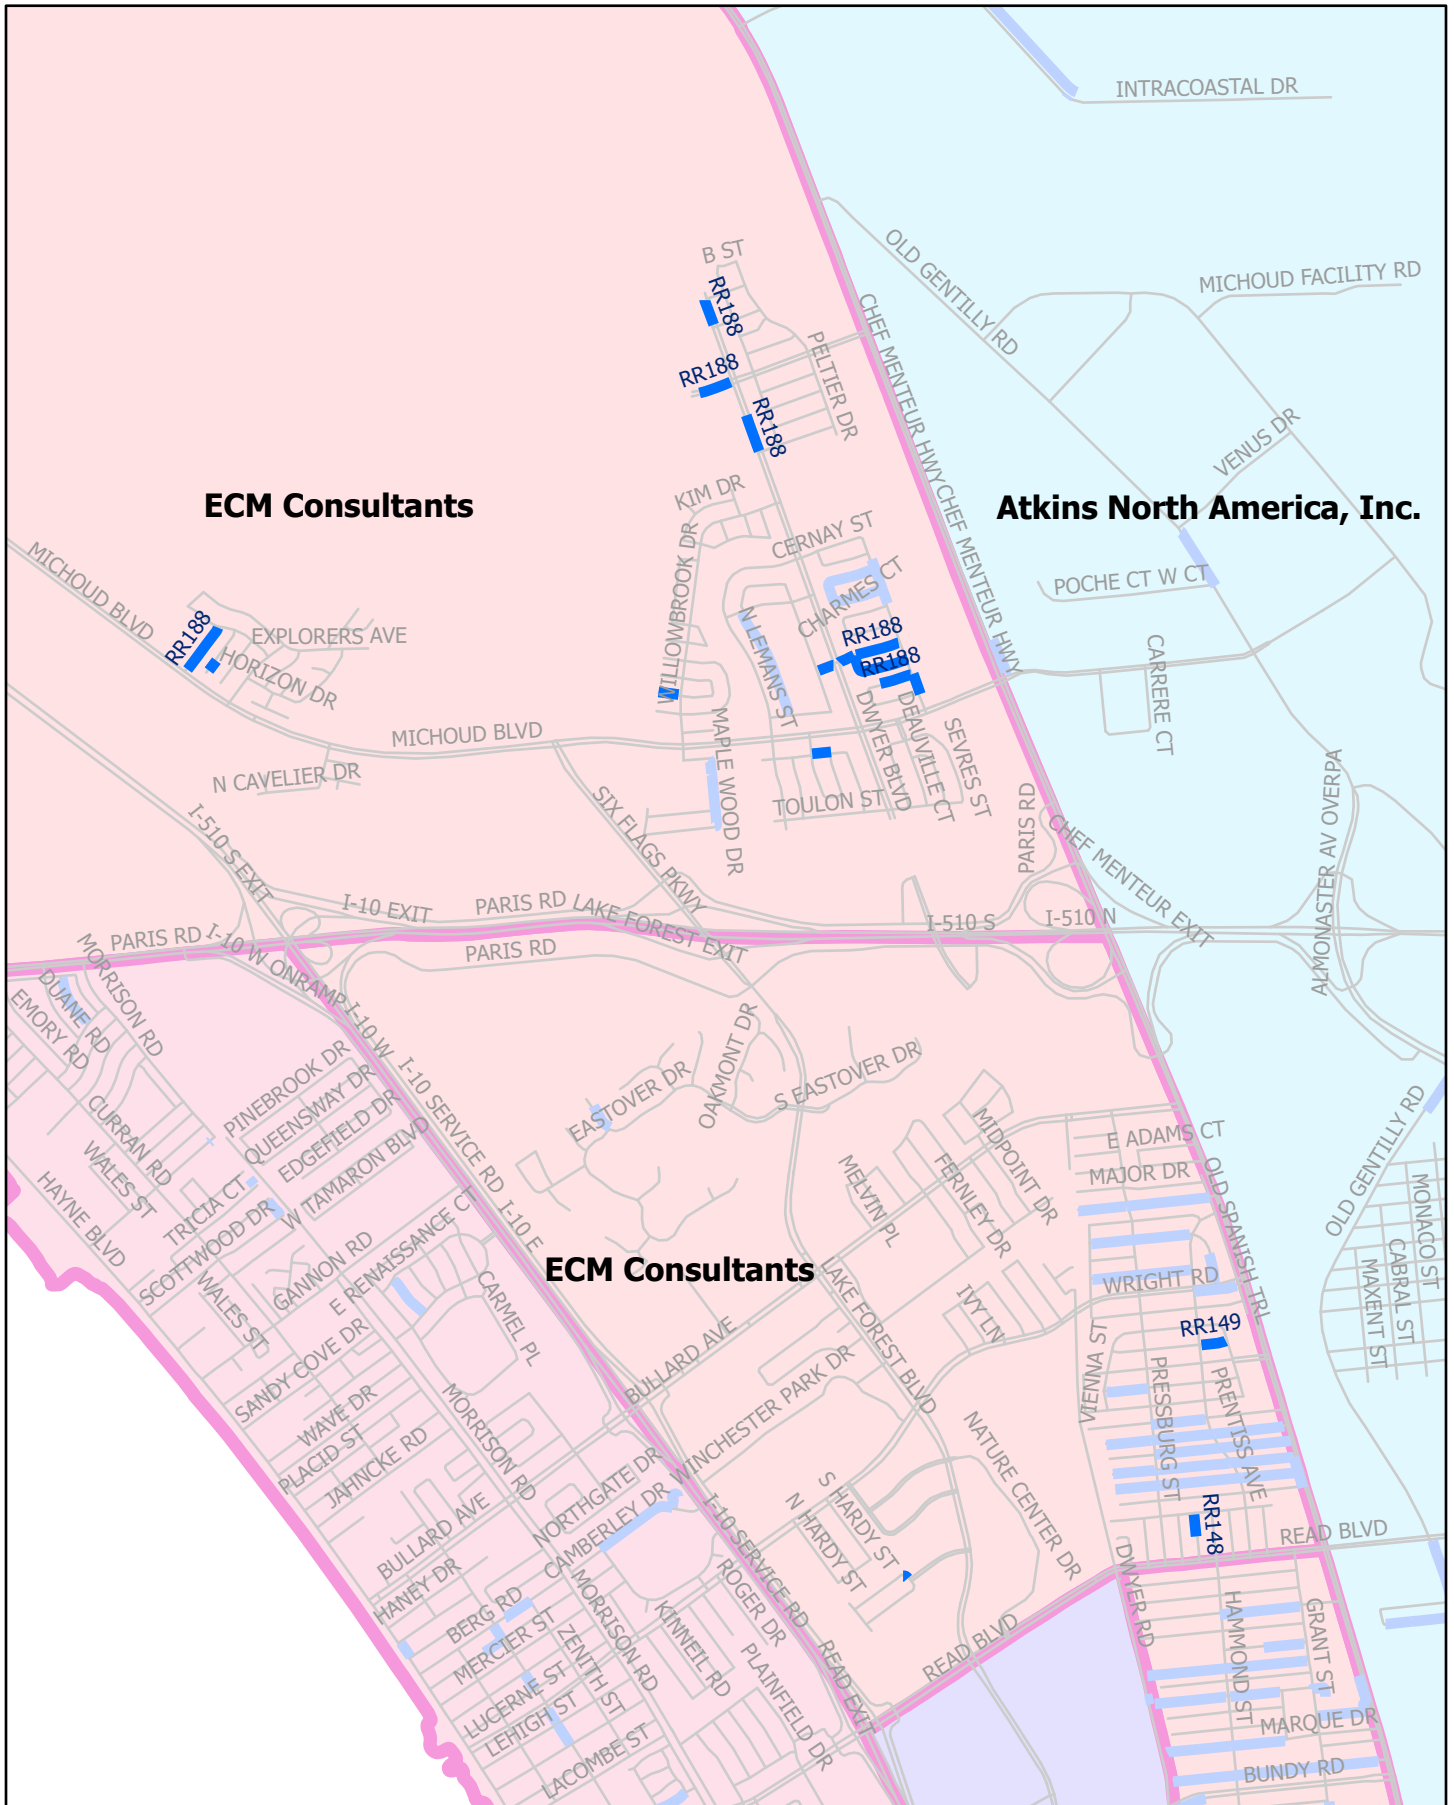 INTRACOASTAL DR
B ST
OLD GENTILLY RD
MICHOUD FACILITY RD
RR188
CHEF MENTEUR HWY
PELTIER DR
RR188
RR188
VENUS DR
KIM DR
ECM Consultants
Atkins North America, Inc.
CHEF MENTEUR HWY
CERNAY ST
WILLOWBROOK DR
MICHOUD BLVD
CHARMES CT
POCHE CT W CT
RR188
EXPLORERS AVE
N LEMANS ST
RR188
RR188
HORIZON DR
CARRERE CT
MICHOUD BLVD
MAPLE WOOD DR
DWYER BLVD
DEAUVILLE CT
SEVRES ST
N CAVELIER DR
TOULON ST
SIX FLAGS PKWY
PARIS RD
CHEF MENTEUR EXIT
ALMONASTER AV OVERPA
I-510 S EXIT
I-10 EXIT
PARIS RD
LAKE FOREST EXIT
I-510 S
I-510 N
PARIS RD
I-10 W ONRAMP
PARIS RD
MORRISON RD
DUANE RD
EMORY RD
I-10 W
I-10 SERVICE RD
OAKMONT DR
EASTOVER DR
S EASTOVER DR
PINEBROOK DR
QUEENSWAY DR
EDGEFIELD DR
W TAMARON BLVD
CURRAN RD
WALES ST
HAYNE BLVD
TRICIA CT
SCOTTWOOD DR
MIDPOINT DR
E ADAMS CT
MAJOR DR
OLD GENTILLY RD
MELVIN PL
FERNLEY DR
OLD SPANISH TRL
MONACO ST
CABRAL ST
MAXENT ST
I-10 E
GANNON RD
E RENAISSANCE CT
WALES ST
ECM Consultants
CARMEL PL
LAKE FOREST BLVD
WRIGHT RD
IVY LN
RR149
SANDY COVE DR
BULLARD AVE
VIENNA ST
WINCHESTER PARK DR
PRESSBURG ST
PRENTISS AVE
WAVE DR
PLACID ST
JAHNCKE RD
MORRISON RD
NATURE CENTER DR
NORTHGATE DR
CAMBERLEY DR
BULLARD AVE
S HARDY ST
N HARDY ST
RR148
I-10 SERVICE RD
READ BLVD
HANEY DR
BERG RD
MERCIER ST
MORRISON RD
ROGER DR
DWYER RD
ZENITH ST
KINNEIL RD
READ BLVD
HAMMOND ST
GRANT ST
LUCERNE ST
LEHIGH ST
PLAINFIELD DR
READ EXIT
LACOMBE ST
MARQUE DR
BUNDY RD